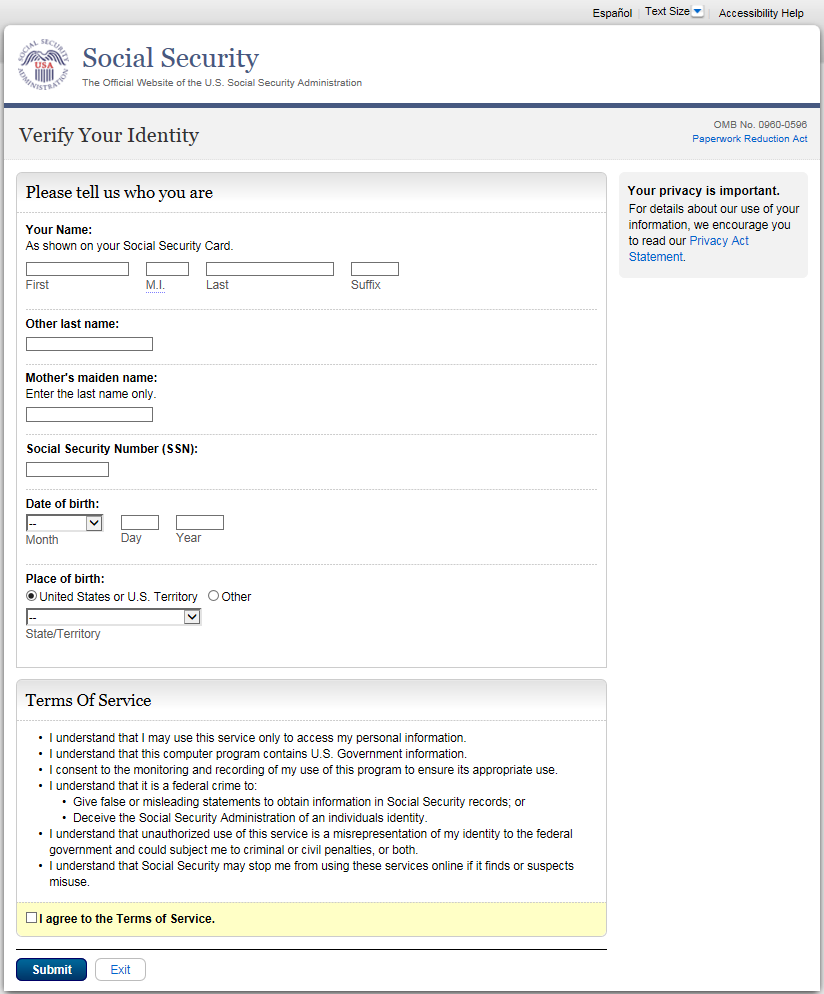 Español Text Size Accessibility Help
SOCIAL SECURITY ADMINISTRATION
USA
Social Security
The Official Website of the U.S. Social Security Administration
Verify Your Identity
OMB No. 0960-0596
Paperwork Reduction Act
Please tell us who you are
Your Name:
As shown on your Social Security Card.
First M.I. Last Suffix
Other last name:
Mother's maiden name:
Enter the last name only.
Social Security Number (SSN):
Date of birth:
--
Month Day Year
Place of birth:
United States or U.S. Territory Other
--
State/Territory
Your privacy is important.
For details about our use of your
information, we encourage you
to read our Privacy Act
Statement.
Terms Of Service
• I understand that I may use this service only to access my personal information.
• I understand that this computer program contains U.S. Government information.
• I consent to the monitoring and recording of my use of this program to ensure its appropriate use.
• I understand that it is a federal crime to:
• Give false or misleading statements to obtain information in Social Security records; or
• Deceive the Social Security Administration of an individuals identity.
• I understand that unauthorized use of this service is a misrepresentation of my identity to the federal
government and could subject me to criminal or civil penalties, or both.
• I understand that Social Security may stop me from using these services online if it finds or suspects
misuse.
I agree to the Terms of Service.
Submit Exit